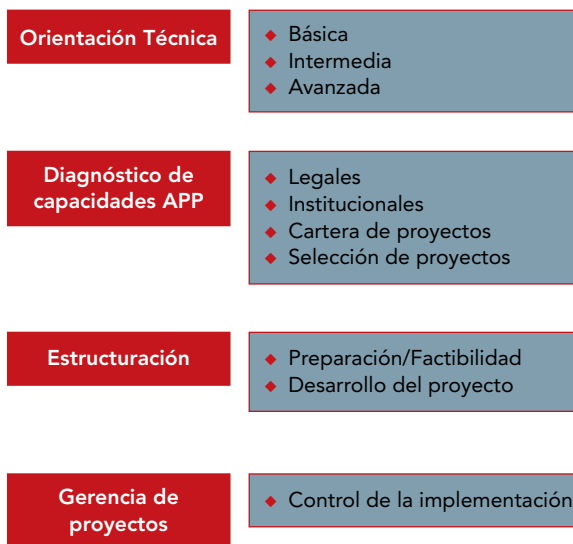 Orientación Técnica
◆ Básica
◆ Intermedia
◆ Avanzada
Diagnóstico de
capacidades APP
◆ Legales
◆ Institucionales
◆ Cartera de proyectos
◆ Selección de proyectos
Estructuración
◆ Preparación/Factibilidad
◆ Desarrollo del proyecto
Gerencia de
proyectos
◆ Control de la implementación